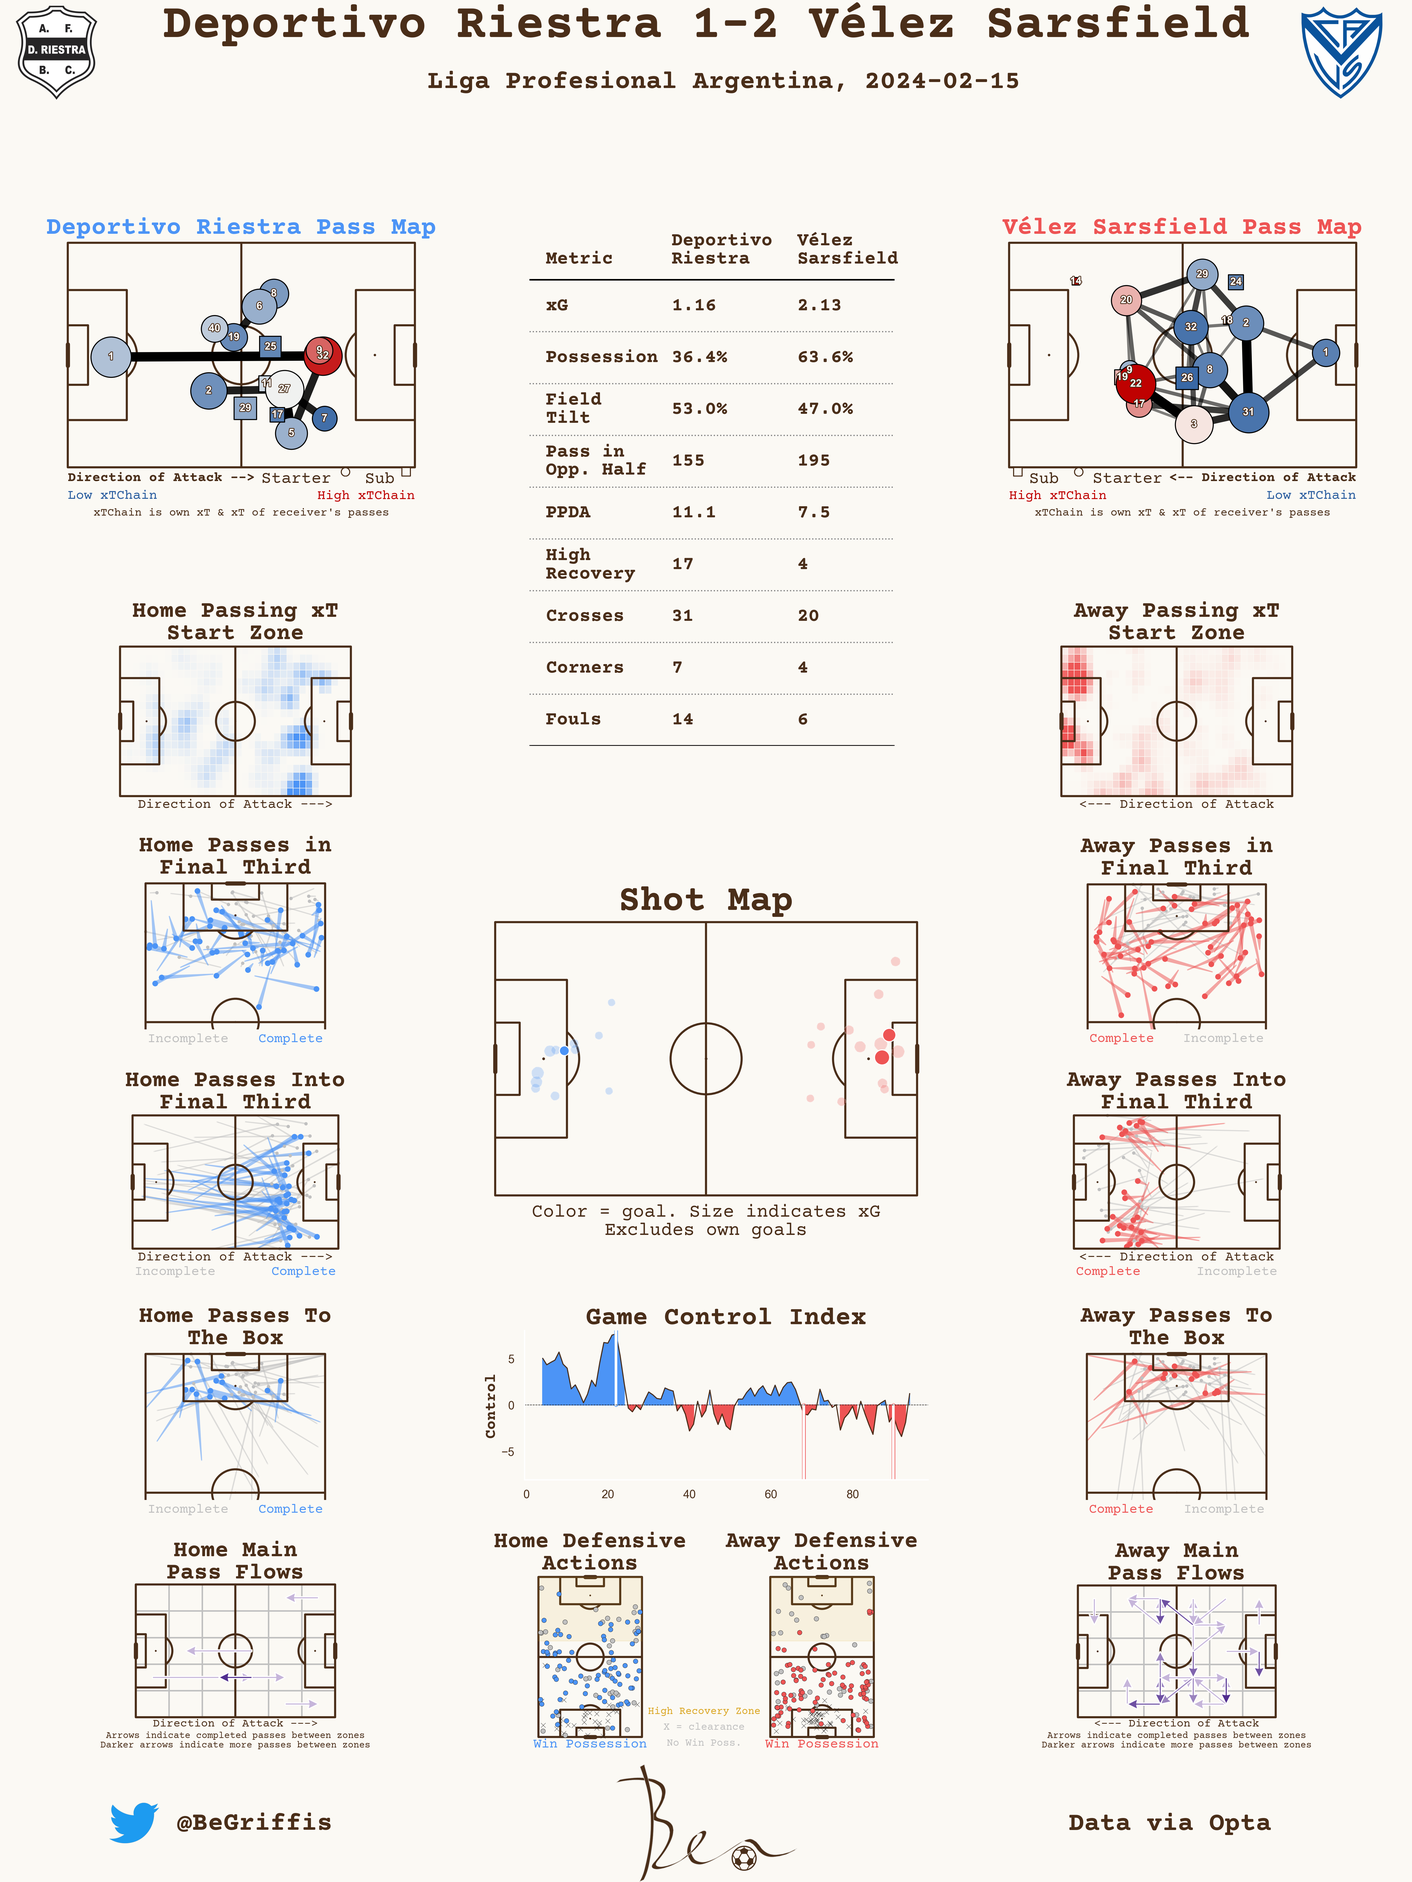 Deportivo Riestra 1-2 Vélez Sarsfield
Liga Profesional Argentina, 2024-02-15
A. F.
D. RIESTRA
B. C.
Deportivo Riestra Pass Map
8
6
40
19
25
1
9
32
2
11
27
29
17
7
5
Direction of Attack --> Starter Sub
Low xTChain High xTChain
xTChain is own xT & xT of receiver's passes
Metric Deportivo Riestra Vélez Sarsfield
xG 1.16 2.13
Possession 36.4% 63.6%
Field Tilt 53.0% 47.0%
Pass in Opp. Half 155 195
PPDA 11.1 7.5
High Recovery 17 4
Crosses 31 20
Corners 7 4
Fouls 14 6
Vélez Sarsfield Pass Map
14
29
24
20
32
18
2
1
9
19
22
8
26
17
3
31
Sub Starter <-- Direction of Attack
High xTChain Low xTChain
xTChain is own xT & xT of receiver's passes
Home Passing xT
Start Zone
Direction of Attack --->
Away Passing xT
Start Zone
<--- Direction of Attack
Home Passes in
Final Third
Incomplete Complete
Away Passes in
Final Third
Complete Incomplete
Shot Map
Color = goal. Size indicates xG
Excludes own goals
Home Passes Into
Final Third
Direction of Attack --->
Incomplete Complete
Away Passes Into
Final Third
<--- Direction of Attack
Complete Incomplete
Home Passes To
The Box
Incomplete Complete
Game Control Index
Control
5
0
−5
0 20 40 60 80
Away Passes To
The Box
Complete Incomplete
Home Main
Pass Flows
Direction of Attack --->
Arrows indicate completed passes between zones
Darker arrows indicate more passes between zones
Home Defensive
Actions
Win Possession
High Recovery Zone
X = clearance
No Win Poss.
Away Defensive
Actions
Win Possession
Away Main
Pass Flows
<--- Direction of Attack
Arrows indicate completed passes between zones
Darker arrows indicate more passes between zones
@BeGriffis
Data via Opta